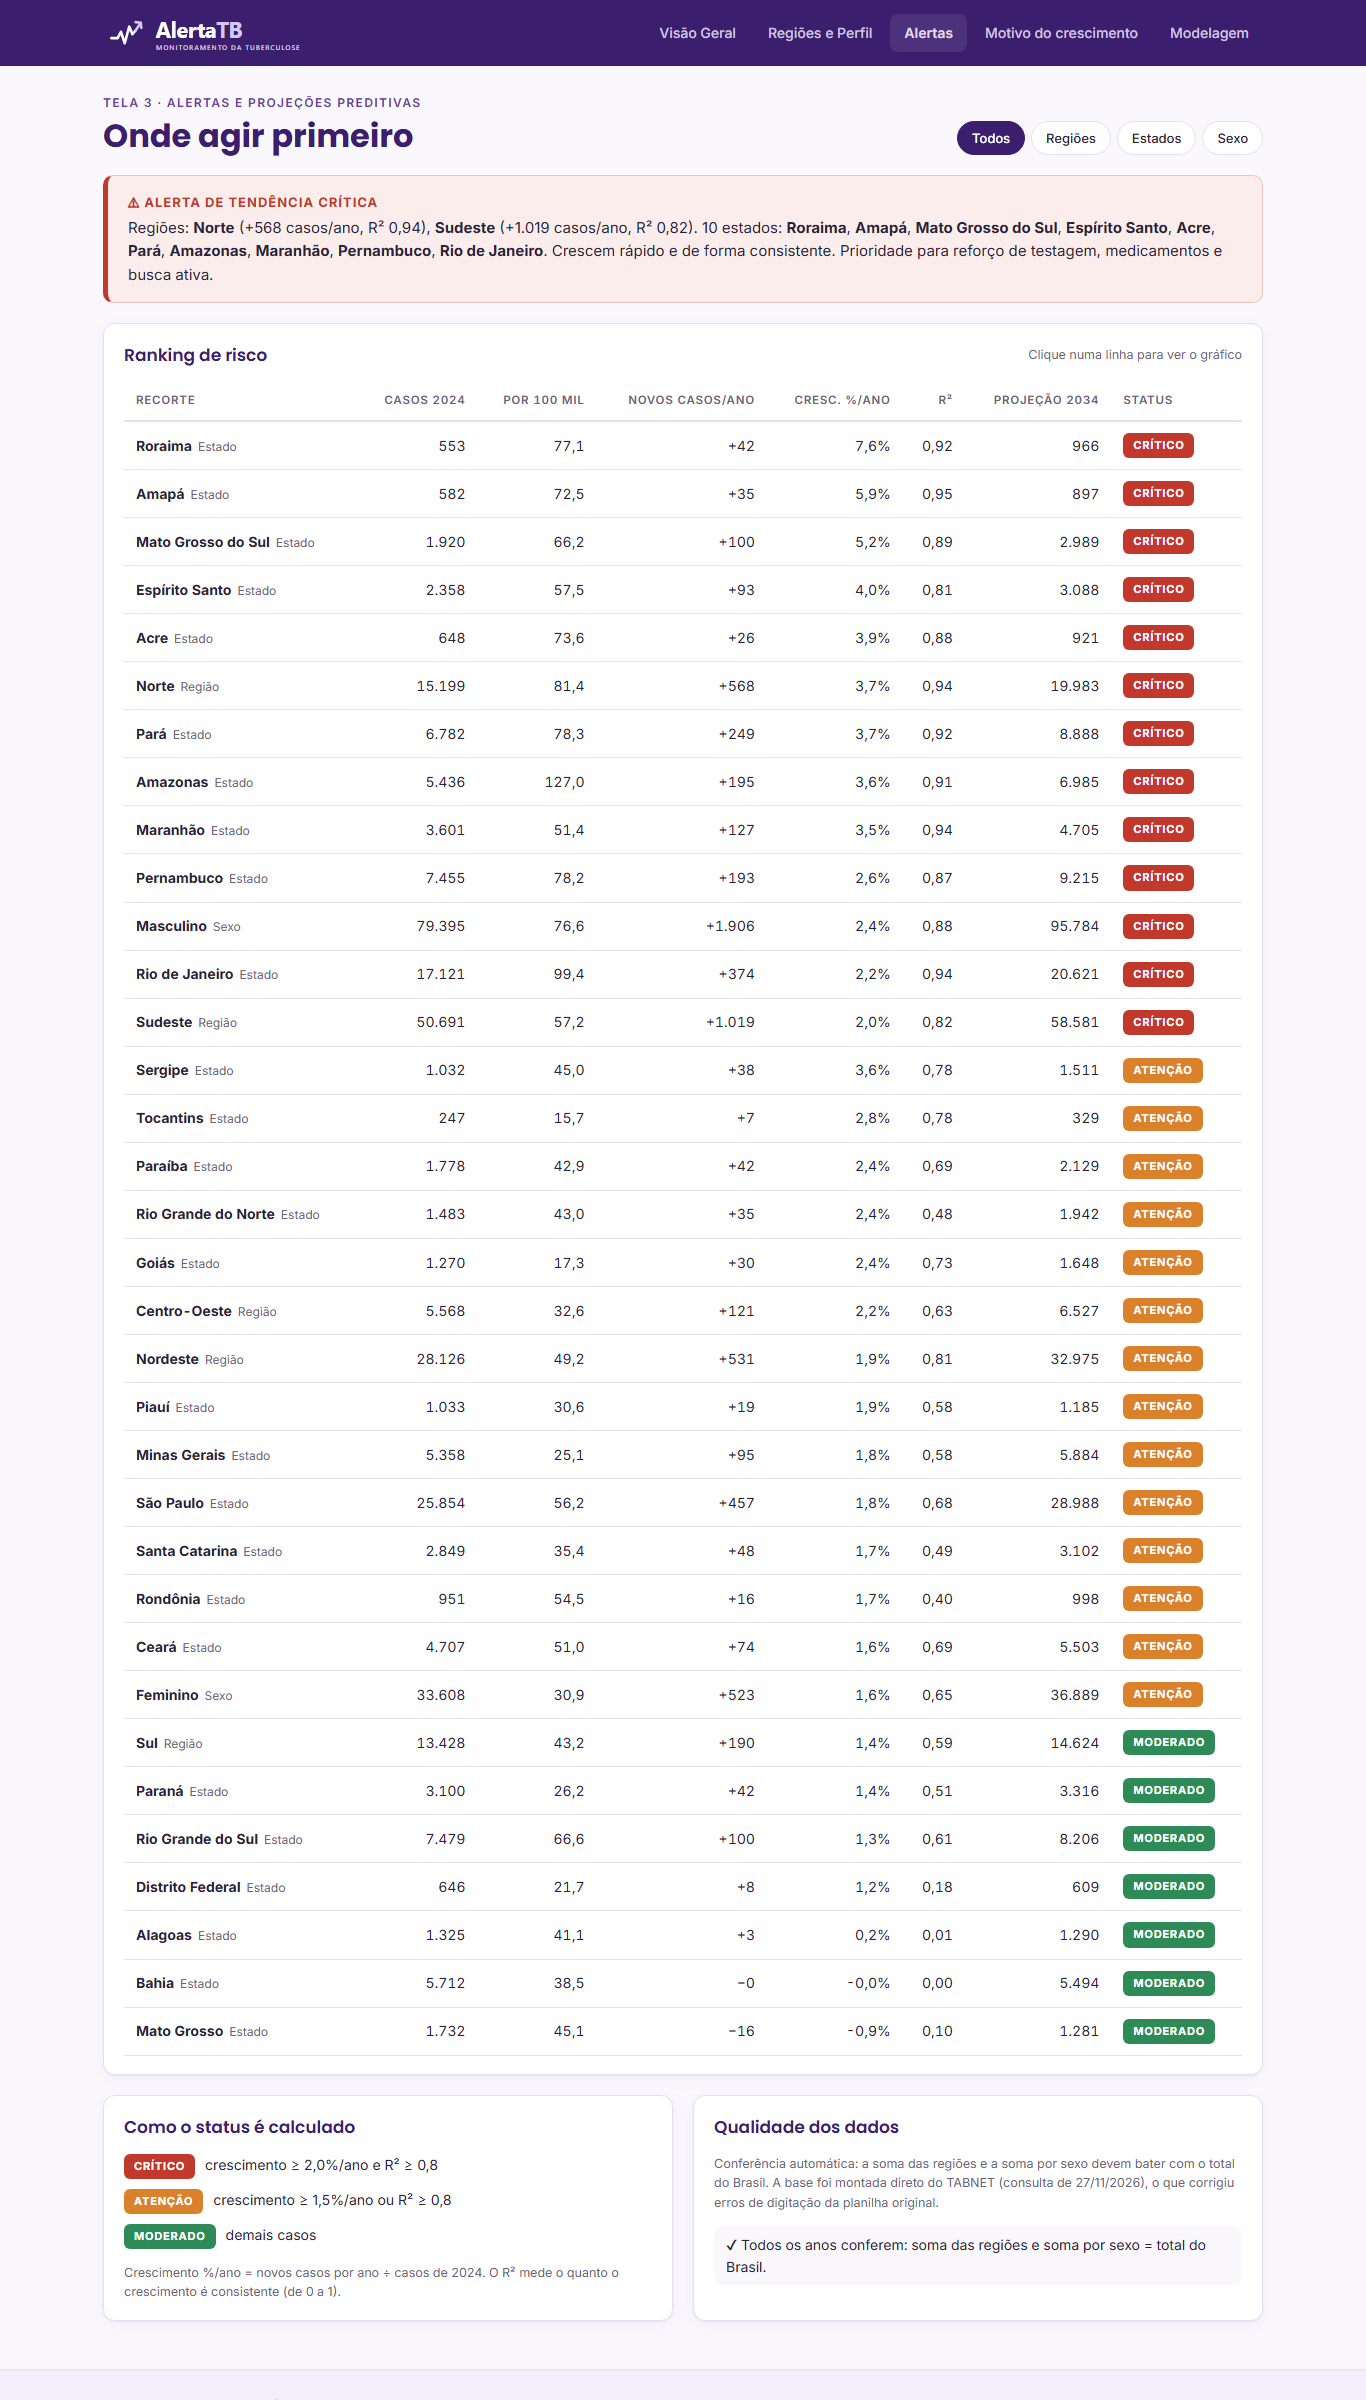 AlertaTB
MONITORAMENTO DA TUBERCULOSE
Visão Geral
Regiões e Perfil
Alertas
Motivo do crescimento
Modelagem
TELA 3 · ALERTAS E PROJEÇÕES PREDITIVAS
Onde agir primeiro
Todos
Regiões
Estados
Sexo
⚠ ALERTA DE TENDÊNCIA CRÍTICA
Regiões: Norte (+568 casos/ano, R² 0,94), Sudeste (+1.019 casos/ano, R² 0,82). 10 estados: Roraima, Amapá, Mato Grosso do Sul, Espírito Santo, Acre,
Pará, Amazonas, Maranhão, Pernambuco, Rio de Janeiro. Crescem rápido e de forma consistente. Prioridade para reforço de testagem, medicamentos e
busca ativa.
Ranking de risco
Clique numa linha para ver o gráfico
RECORTE CASOS 2024 POR 100 MIL NOVOS CASOS/ANO CRESC. %/ANO R² PROJEÇÃO 2034 STATUS
Roraima Estado 553 77,1 +42 7,6% 0,92 966 CRÍTICO
Amapá Estado 582 72,5 +35 5,9% 0,95 897 CRÍTICO
Mato Grosso do Sul Estado 1.920 66,2 +100 5,2% 0,89 2.989 CRÍTICO
Espírito Santo Estado 2.358 57,5 +93 4,0% 0,81 3.088 CRÍTICO
Acre Estado 648 73,6 +26 3,9% 0,88 921 CRÍTICO
Norte Região 15.199 81,4 +568 3,7% 0,94 19.983 CRÍTICO
Pará Estado 6.782 78,3 +249 3,7% 0,92 8.888 CRÍTICO
Amazonas Estado 5.436 127,0 +195 3,6% 0,91 6.985 CRÍTICO
Maranhão Estado 3.601 51,4 +127 3,5% 0,94 4.705 CRÍTICO
Pernambuco Estado 7.455 78,2 +193 2,6% 0,87 9.215 CRÍTICO
Masculino Sexo 79.395 76,6 +1.906 2,4% 0,88 95.784 CRÍTICO
Rio de Janeiro Estado 17.121 99,4 +374 2,2% 0,94 20.621 CRÍTICO
Sudeste Região 50.691 57,2 +1.019 2,0% 0,82 58.581 CRÍTICO
Sergipe Estado 1.032 45,0 +38 3,6% 0,78 1.511 ATENÇÃO
Tocantins Estado 247 15,7 +7 2,8% 0,78 329 ATENÇÃO
Paraíba Estado 1.778 42,9 +42 2,4% 0,69 2.129 ATENÇÃO
Rio Grande do Norte Estado 1.483 43,0 +35 2,4% 0,48 1.942 ATENÇÃO
Goiás Estado 1.270 17,3 +30 2,4% 0,73 1.648 ATENÇÃO
Centro-Oeste Região 5.568 32,6 +121 2,2% 0,63 6.527 ATENÇÃO
Nordeste Região 28.126 49,2 +531 1,9% 0,81 32.975 ATENÇÃO
Piauí Estado 1.033 30,6 +19 1,9% 0,58 1.185 ATENÇÃO
Minas Gerais Estado 5.358 25,1 +95 1,8% 0,58 5.884 ATENÇÃO
São Paulo Estado 25.854 56,2 +457 1,8% 0,68 28.988 ATENÇÃO
Santa Catarina Estado 2.849 35,4 +48 1,7% 0,49 3.102 ATENÇÃO
Rondônia Estado 951 54,5 +16 1,7% 0,40 998 ATENÇÃO
Ceará Estado 4.707 51,0 +74 1,6% 0,69 5.503 ATENÇÃO
Feminino Sexo 33.608 30,9 +523 1,6% 0,65 36.889 ATENÇÃO
Sul Região 13.428 43,2 +190 1,4% 0,59 14.624 MODERADO
Paraná Estado 3.100 26,2 +42 1,4% 0,51 3.316 MODERADO
Rio Grande do Sul Estado 7.479 66,6 +100 1,3% 0,61 8.206 MODERADO
Distrito Federal Estado 646 21,7 +8 1,2% 0,18 609 MODERADO
Alagoas Estado 1.325 41,1 +3 0,2% 0,01 1.290 MODERADO
Bahia Estado 5.712 38,5 −0 -0,0% 0,00 5.494 MODERADO
Mato Grosso Estado 1.732 45,1 −16 -0,9% 0,10 1.281 MODERADO
Como o status é calculado
CRÍTICO crescimento ≥ 2,0%/ano e R² ≥ 0,8
ATENÇÃO crescimento ≥ 1,5%/ano ou R² ≥ 0,8
MODERADO demais casos
Crescimento %/ano = novos casos por ano ÷ casos de 2024. O R² mede o quanto o
crescimento é consistente (de 0 a 1).
Qualidade dos dados
Conferência automática: a soma das regiões e a soma por sexo devem bater com o total
do Brasil. A base foi montada direto do TABNET (consulta de 27/11/2026), o que corrigiu
erros de digitação da planilha original.
✓ Todos os anos conferem: soma das regiões e soma por sexo = total do
Brasil.